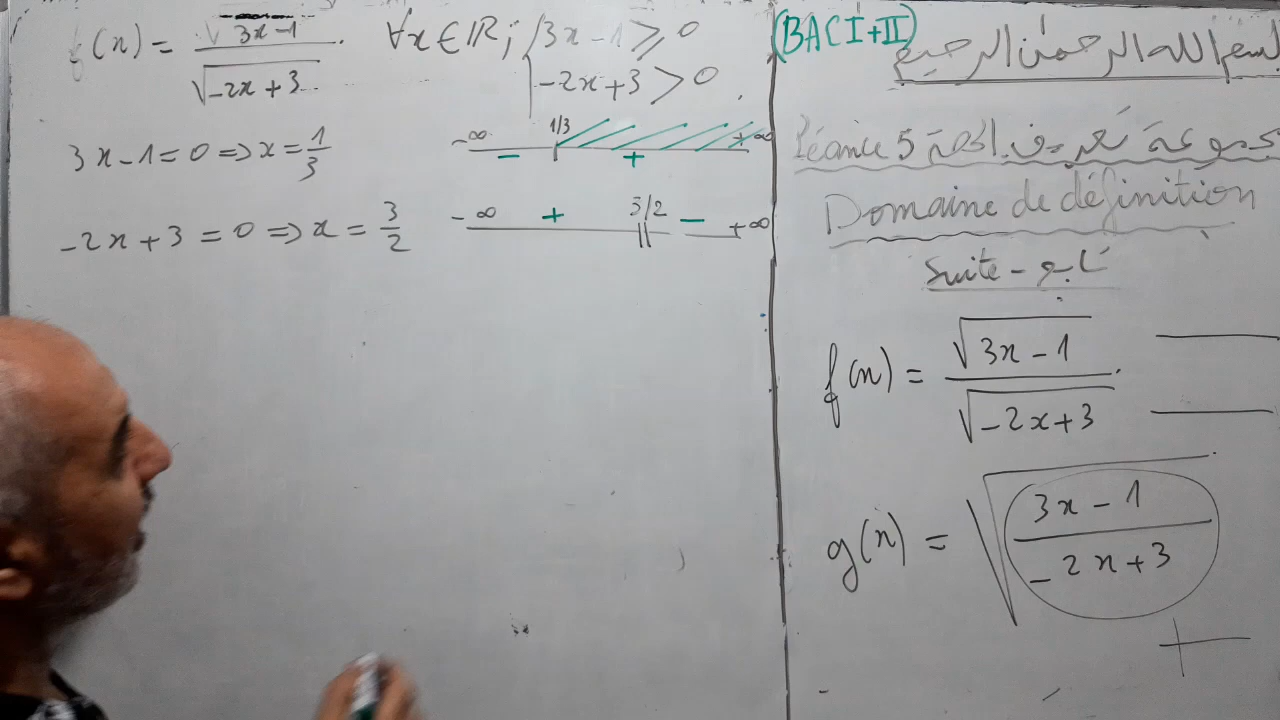 f(x) = √3x-1 / √-2x+3 . ∀x ∈ ℝ ; { 3x-1 ⩾ 0
-2x+3 > 0 .
3x-1=0 ⇒ x = 1/3
-∞ 1/3 +∞
- +
-2x+3=0 ⇒ x = 3/2
-∞ + 3/2 - +∞
(BAC I+II)
بسم الله الرحمن الرحيم
Séance 5 الحصة
Domaine de définition
Suite - تابع
f(x) = √3x-1 / √-2x+3 .
g(x) = √(3x-1 / -2x+3)